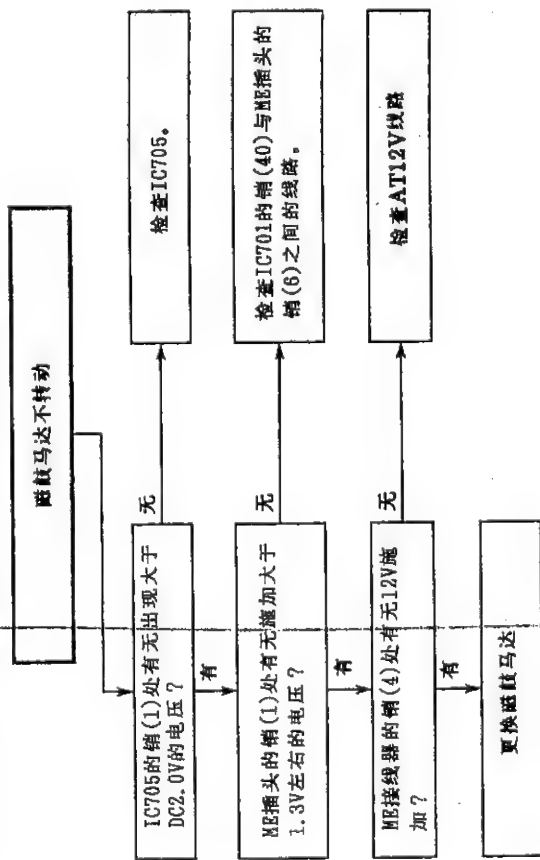 磁鼓马达不转动
IC705的销(1)处有无出现大于
DC2.0V的电压？
无
检查IC705。
有
ME插头的销(1)处有无施加大于
1.3V左右的电压？
无
检查IC701的销(40)与ME插头的
销(6)之间的线路。
有
ME接线器的销(4)处有无12V施
加？
无
检查AT12V线路
有
更换磁鼓马达